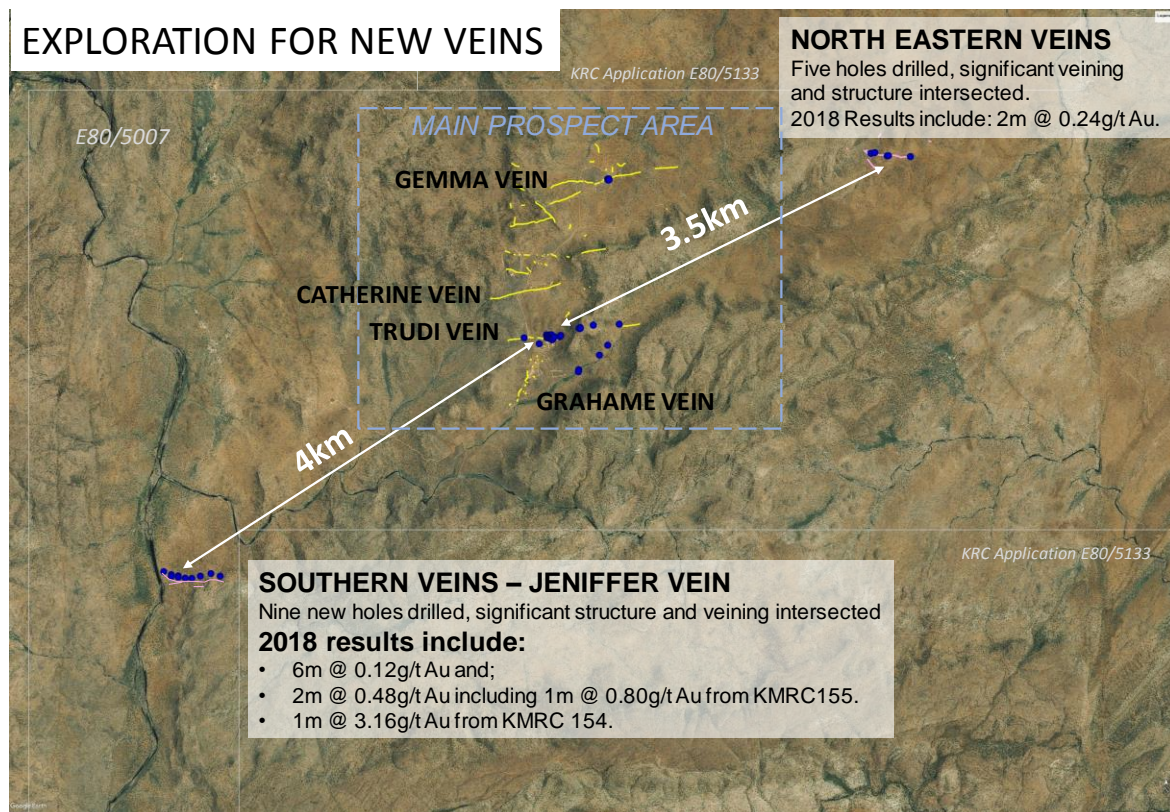 EXPLORATION FOR NEW VEINS
NORTH EASTERN VEINS
Five holes drilled, significant veining
and structure intersected.
2018 Results include: 2m @ 0.24g/t Au.
KRC Application E80/5133
E80/5007
MAIN PROSPECT AREA
GEMMA VEIN
3.5km
CATHERINE VEIN
TRUDI VEIN
GRAHAME VEIN
4km
KRC Application E80/5133
SOUTHERN VEINS – JENIFFER VEIN
Nine new holes drilled, significant structure and veining intersected
2018 results include:
• 6m @ 0.12g/t Au and;
• 2m @ 0.48g/t Au including 1m @ 0.80g/t Au from KMRC155.
• 1m @ 3.16g/t Au from KMRC 154.
Google Earth